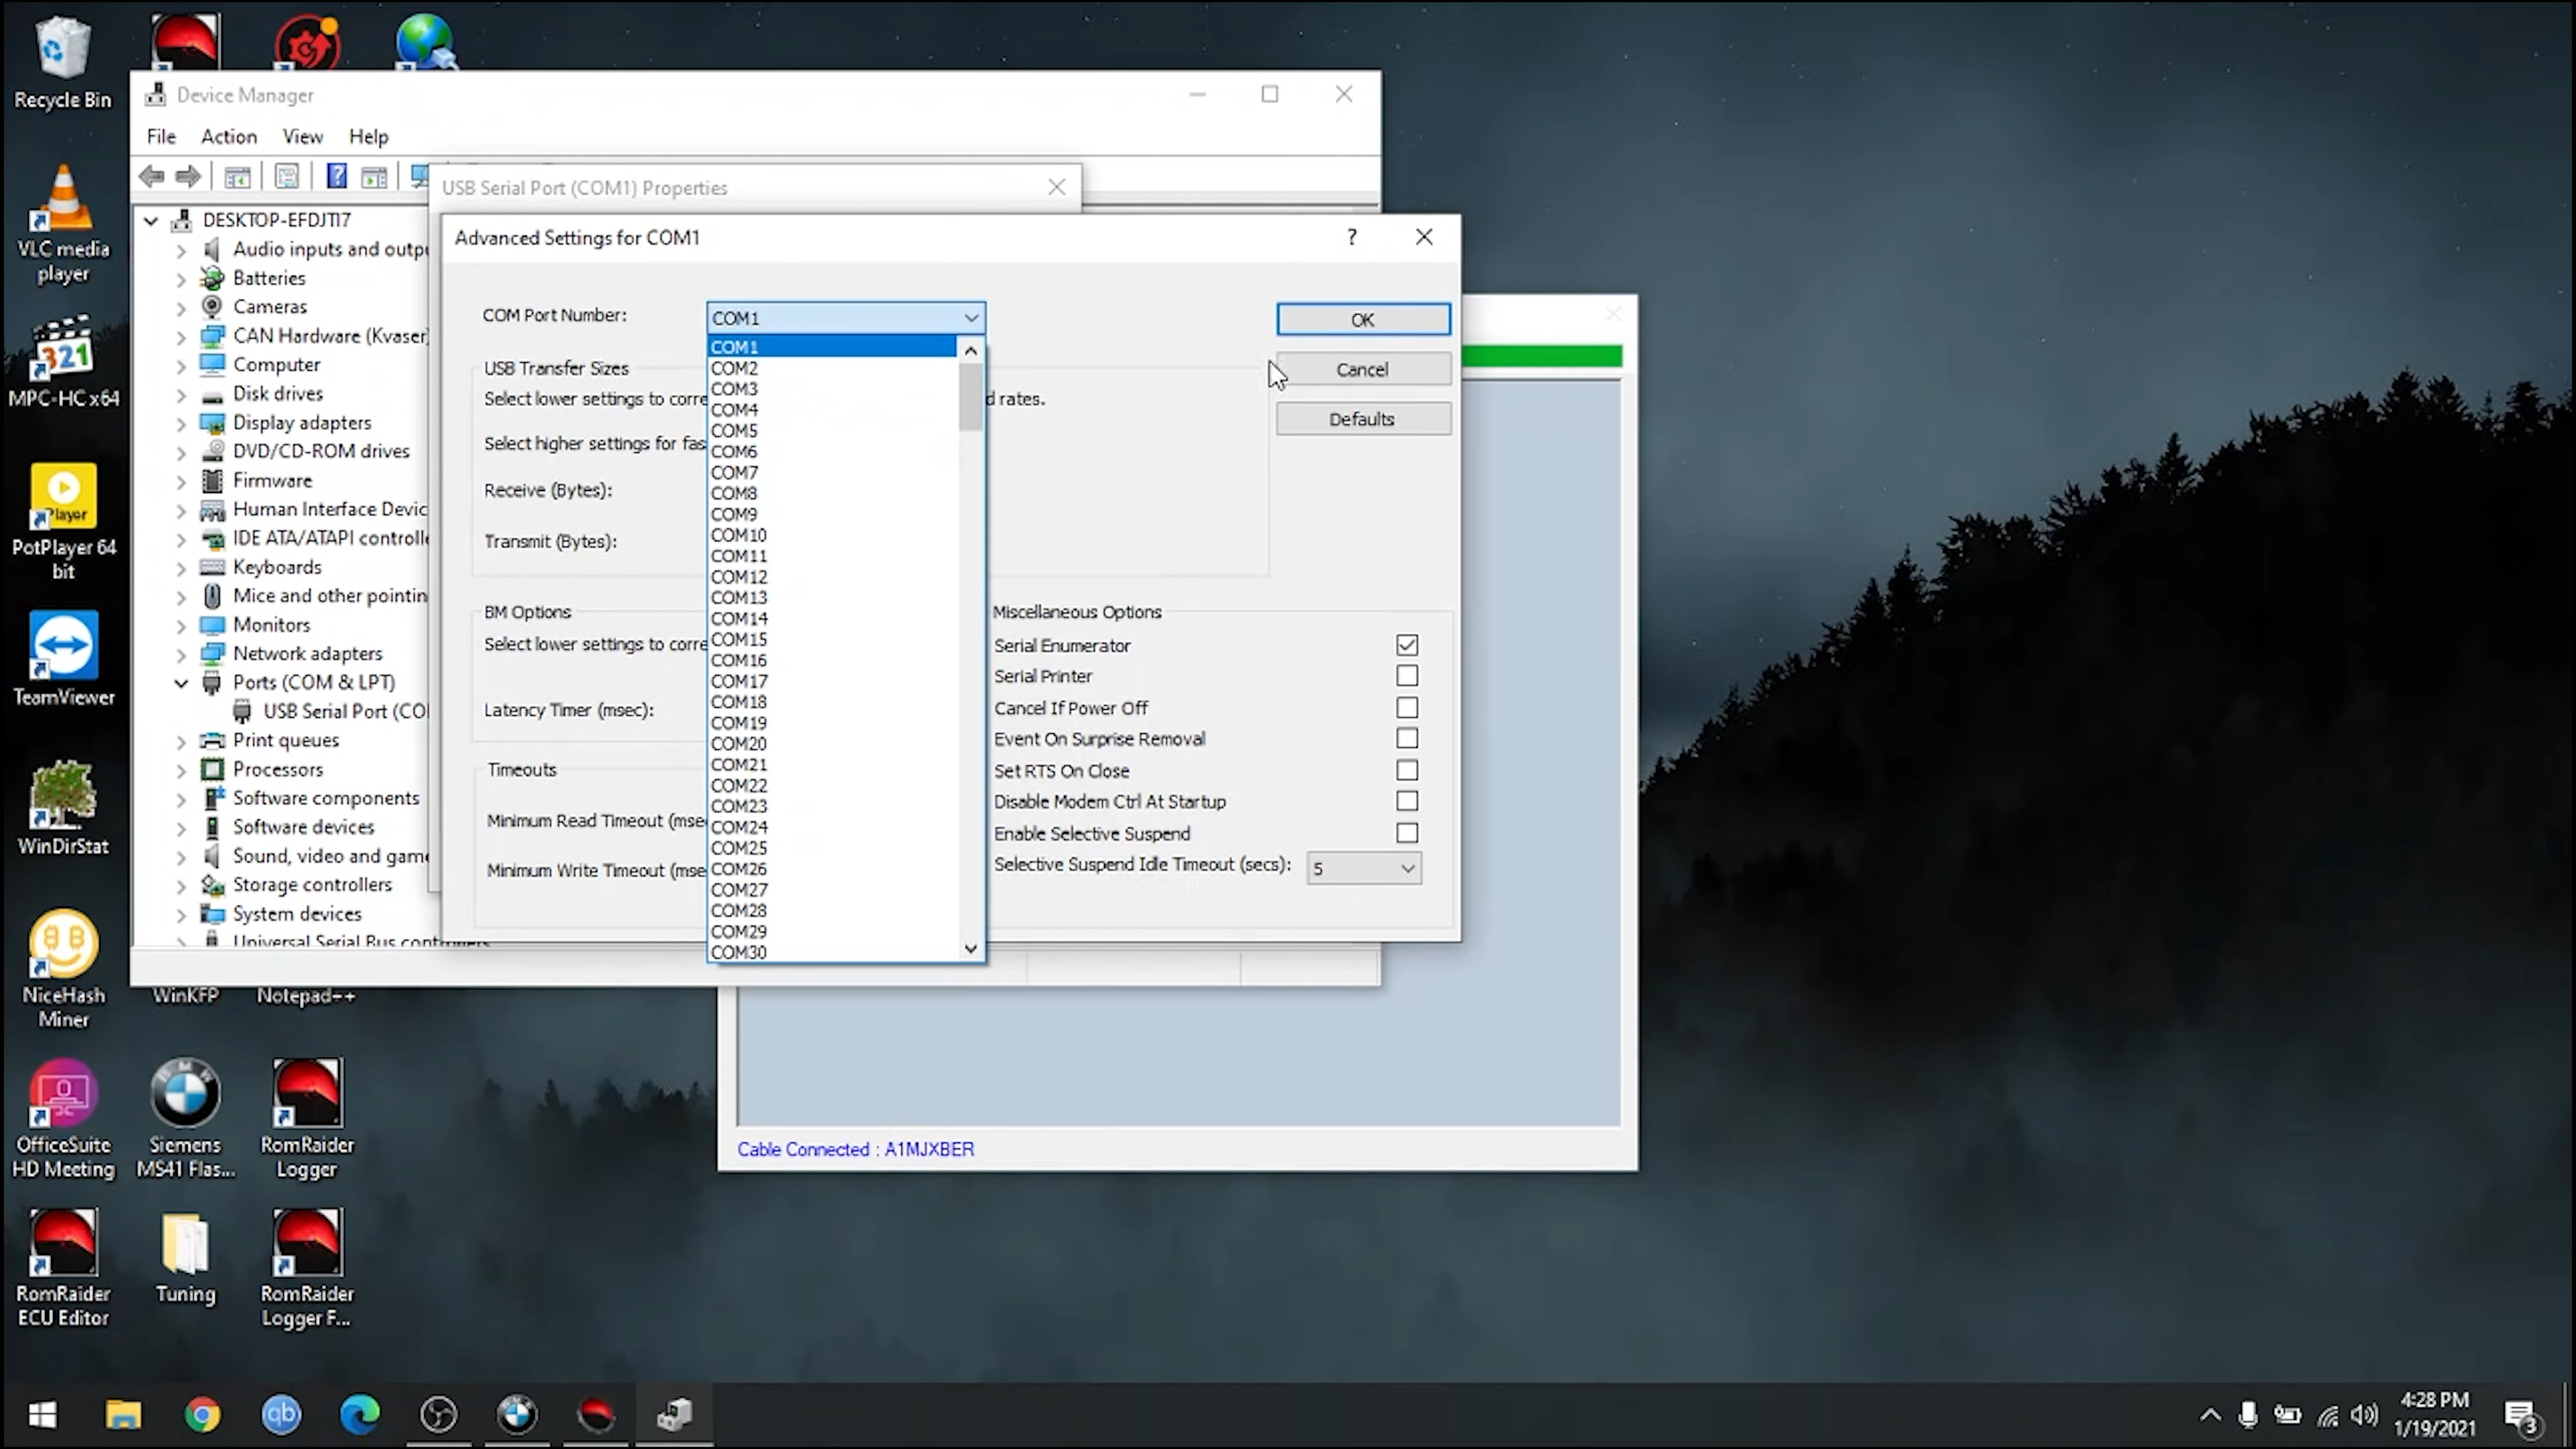 Recycle Bin
VLC media
player
MPC-HC x64
Player
PotPlayer 64
bit
TeamViewer
WinDirStat
NiceHash
Miner
WinKFP
Notepad++
OfficeSuite
HD Meeting
Siemens
MS41 Flas...
RomRaider
Logger
RomRaider
ECU Editor
Tuning
RomRaider
Logger F...
Device Manager
File Action View Help
DESKTOP-EFDJTI7
Audio inputs and outpu
Batteries
Cameras
CAN Hardware (Kvaser)
Computer
Disk drives
Display adapters
DVD/CD-ROM drives
Firmware
Human Interface Devic
IDE ATA/ATAPI controlle
Keyboards
Mice and other pointin
Monitors
Network adapters
Ports (COM & LPT)
USB Serial Port (CO
Print queues
Processors
Software components
Software devices
Sound, video and game
Storage controllers
System devices
Universal Serial Bus controllers
USB Serial Port (COM1) Properties
Advanced Settings for COM1
?
COM Port Number:
COM1
COM1
COM2
COM3
COM4
COM5
COM6
COM7
COM8
COM9
COM10
COM11
COM12
COM13
COM14
COM15
COM16
COM17
COM18
COM19
COM20
COM21
COM22
COM23
COM24
COM25
COM26
COM27
COM28
COM29
COM30
OK
Cancel
Defaults
USB Transfer Sizes
Select lower settings to corre
d rates.
Select higher settings for fas
Receive (Bytes):
Transmit (Bytes):
BM Options
Select lower settings to corre
Latency Timer (msec):
Timeouts
Minimum Read Timeout (mse
Minimum Write Timeout (mse
Miscellaneous Options
Serial Enumerator
Serial Printer
Cancel If Power Off
Event On Surprise Removal
Set RTS On Close
Disable Modem Ctrl At Startup
Enable Selective Suspend
Selective Suspend Idle Timeout (secs): 5
Cable Connected : A1MJXBER
qb
4:28 PM
1/19/2021
3